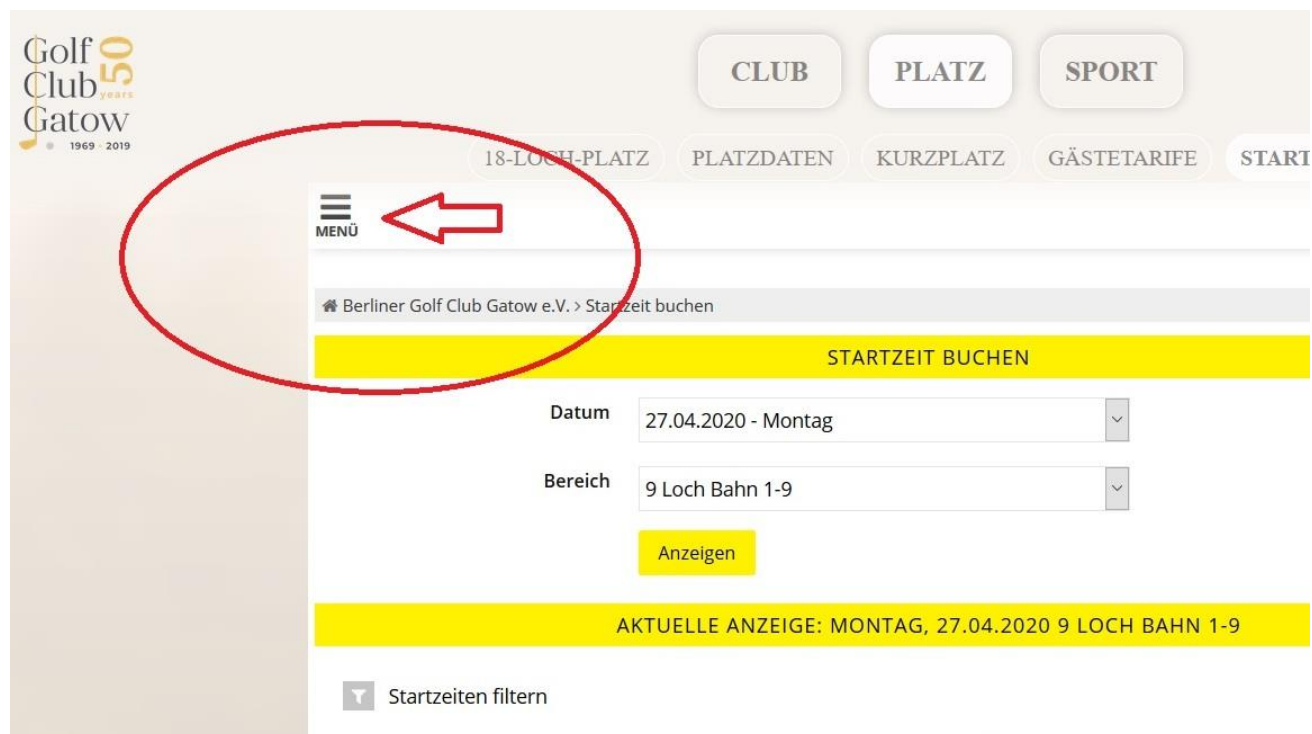 Golf
Club 50
years
Gatow
1969 - 2019
CLUB PLATZ SPORT
18-LOCH-PLATZ PLATZDATEN KURZPLATZ GÄSTETARIFE START
MENÜ
Berliner Golf Club Gatow e.V. > Startzeit buchen
STARTZEIT BUCHEN
Datum 27.04.2020 - Montag
Bereich 9 Loch Bahn 1-9
Anzeigen
AKTUELLE ANZEIGE: MONTAG, 27.04.2020 9 LOCH BAHN 1-9
Startzeiten filtern